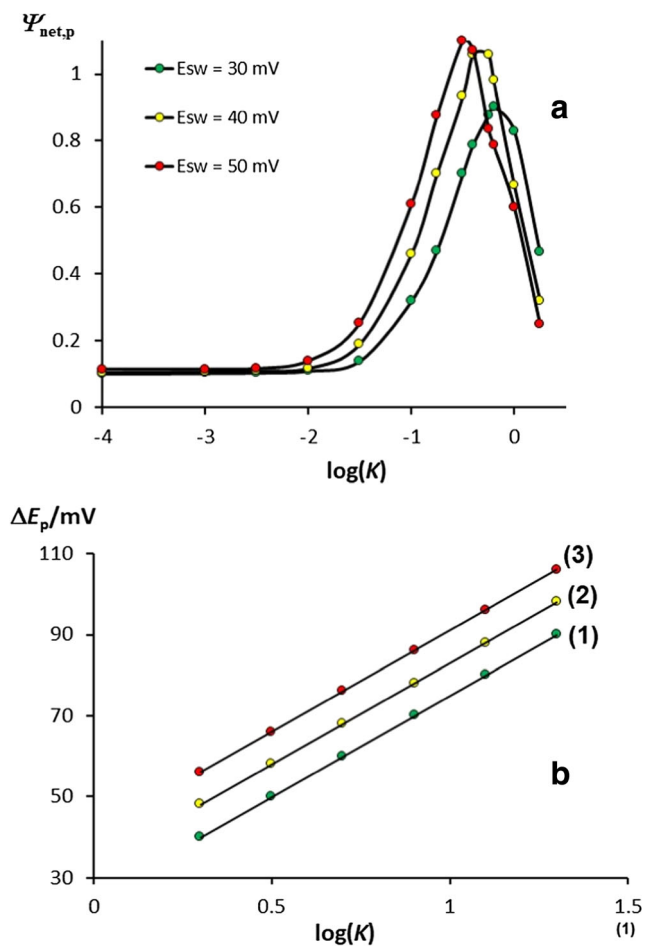 Ψnet,p
1
0.8
0.6
0.4
0.2
0
Esw = 30 mV
Esw = 40 mV
Esw = 50 mV
a
-4 -3 -2 -1 0
log(K)
ΔEp/mV
110
90
70
50
30
(3)
(2)
(1)
b
0 0.5 1 1.5
log(K)
(1)